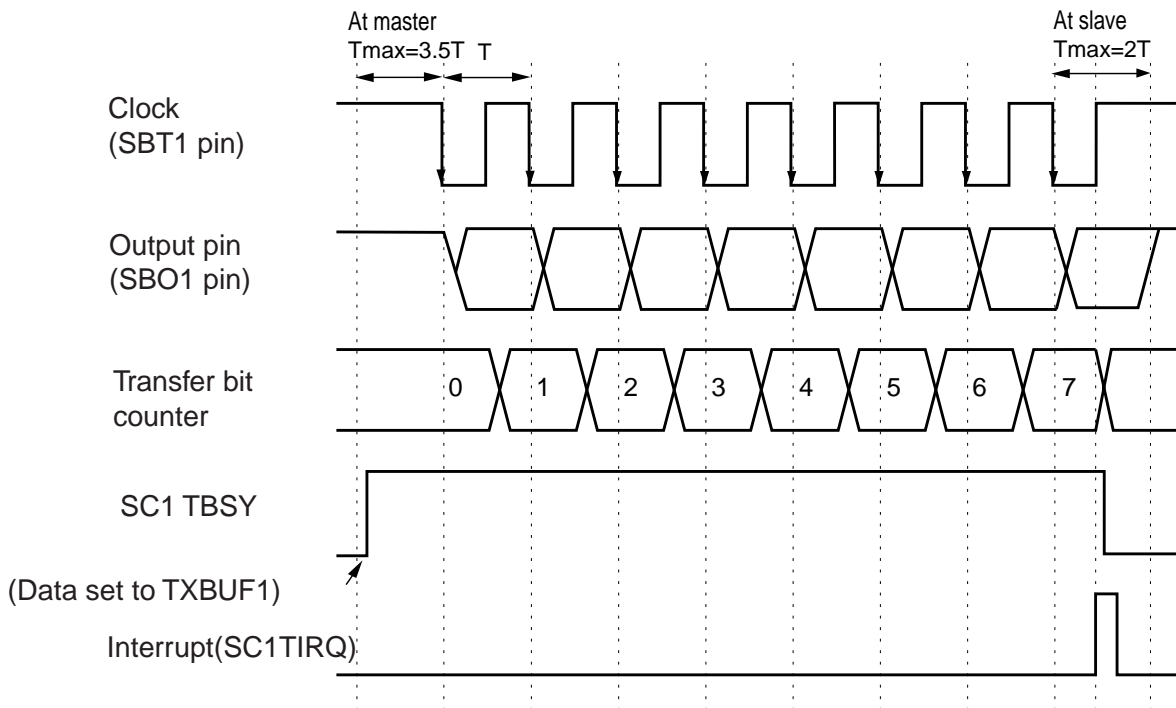 At master
Tmax=3.5T
T
At slave
Tmax=2T
Clock
(SBT1 pin)
Output pin
(SBO1 pin)
Transfer bit
counter
0 1 2 3 4 5 6 7
SC1 TBSY
(Data set to TXBUF1)
Interrupt(SC1TIRQ)